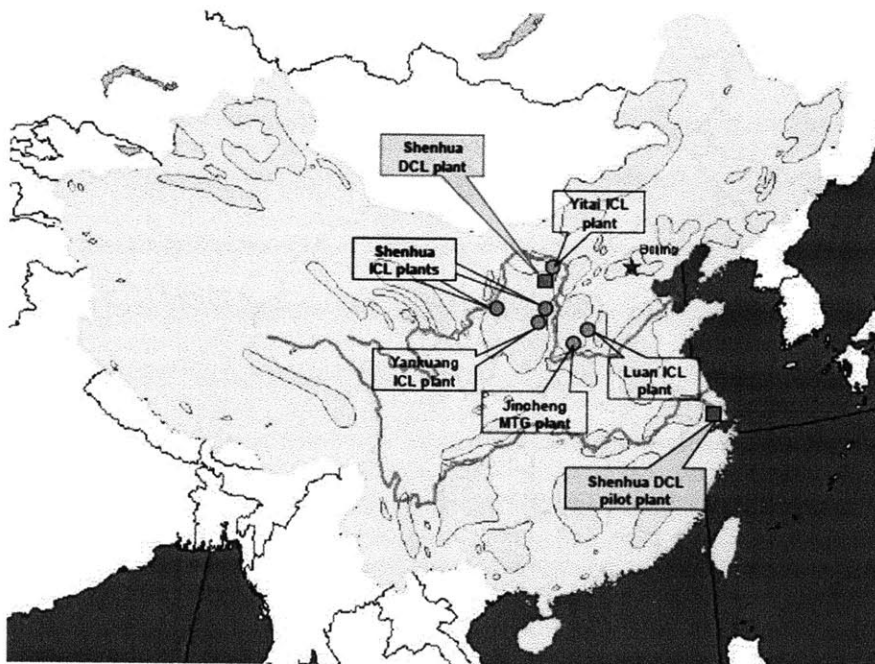 Shenhua
DCL plant
Yitai ICL
plant
Beijing
Shenhua
ICL plants
Yankuang
ICL plant
Luan ICL
plant
Jincheng
MTG plant
Shenhua DCL
pilot plant